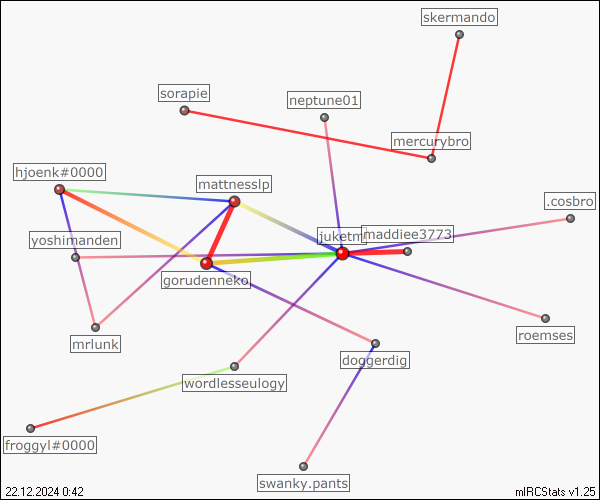 skermando
sorapie
neptune01
mercurybro
hjoenk#0000
mattnesslp
.cosbro
yoshimanden
maddiee3773
gorudenneko
roemses
mrlunk
doggerdig
wordlesseulogy
froggyl#0000
swanky.pants
22.12.2024 0:42
mIRCStats v1.25